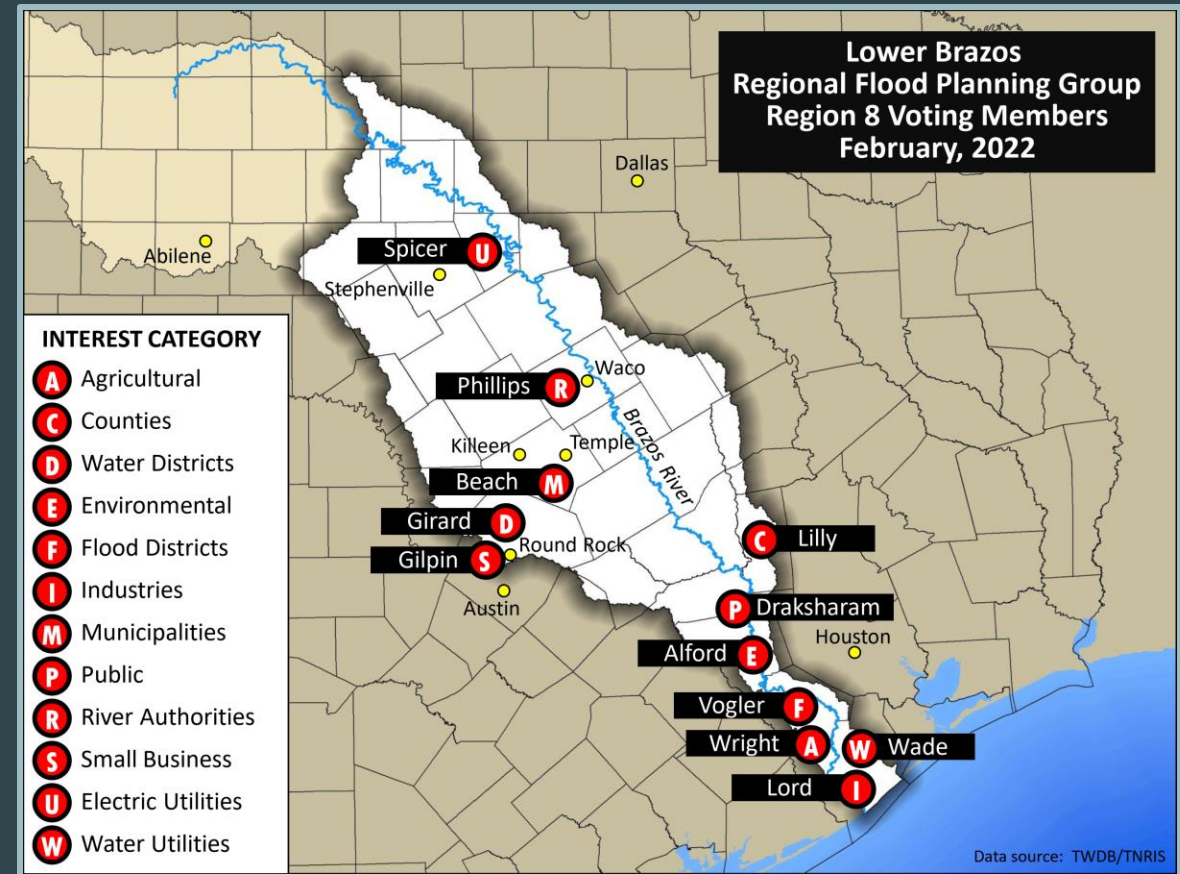 Lower Brazos
Regional Flood Planning Group
Region 8 Voting Members
February, 2022
Dallas
Abilene
Spicer U
Stephenville
INTEREST CATEGORY
A Agricultural
C Counties
D Water Districts
E Environmental
F Flood Districts
I Industries
M Municipalities
P Public
R River Authorities
S Small Business
U Electric Utilities
W Water Utilities
Waco
Phillips R
Brazos River
Killeen
Temple
Beach M
Girard D
Round Rock
Gilpin S
Austin
C Lilly
P Draksharam
Houston
Alford E
Vogler F
Wright A
W Wade
Lord I
Data source: TWDB/TNRIS